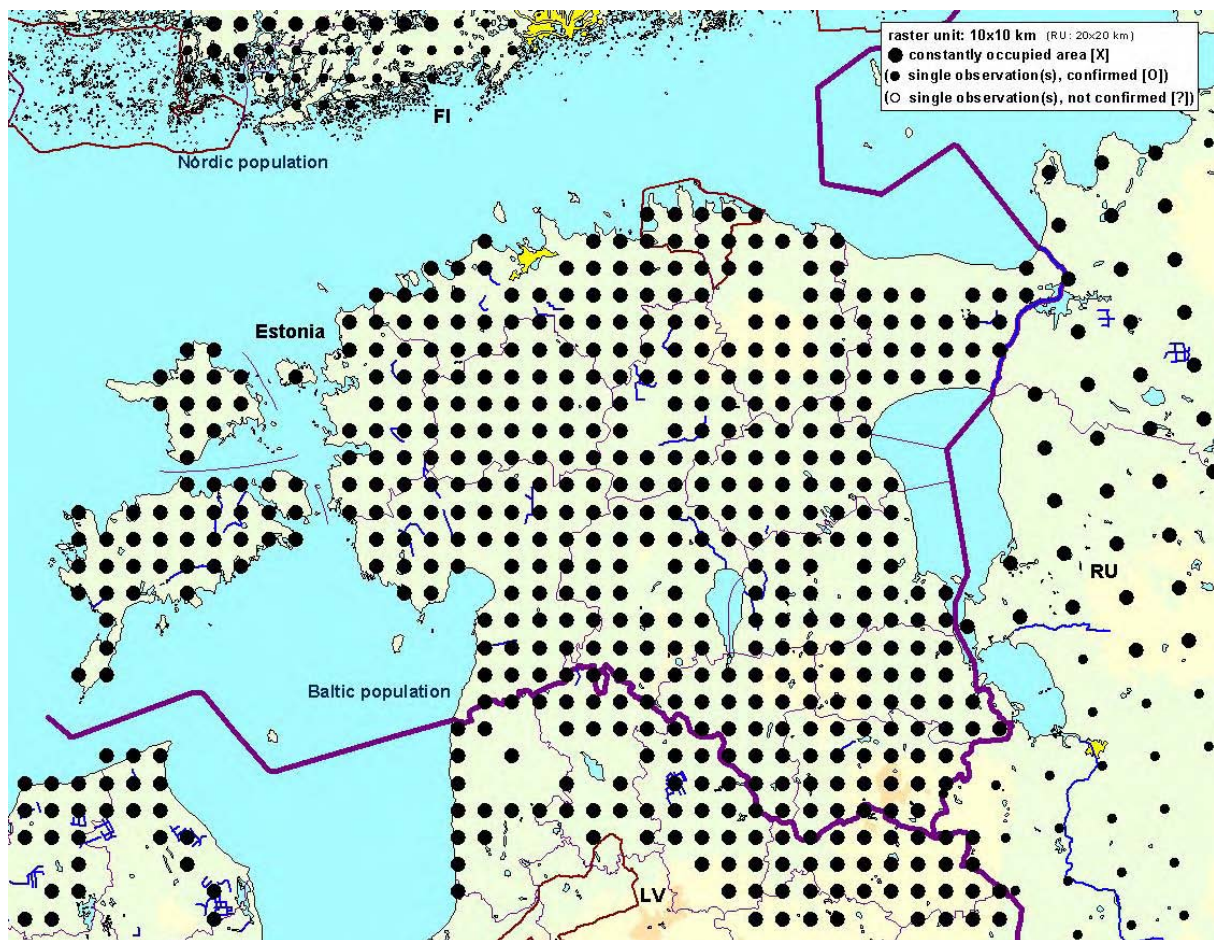 raster unit: 10x10 km (RU: 20x20 km)
constantly occupied area [X]
(● single observation(s), confirmed [O])
(○ single observation(s), not confirmed [?])
FI
Nordic population
Estonia
RU
Baltic population
LV